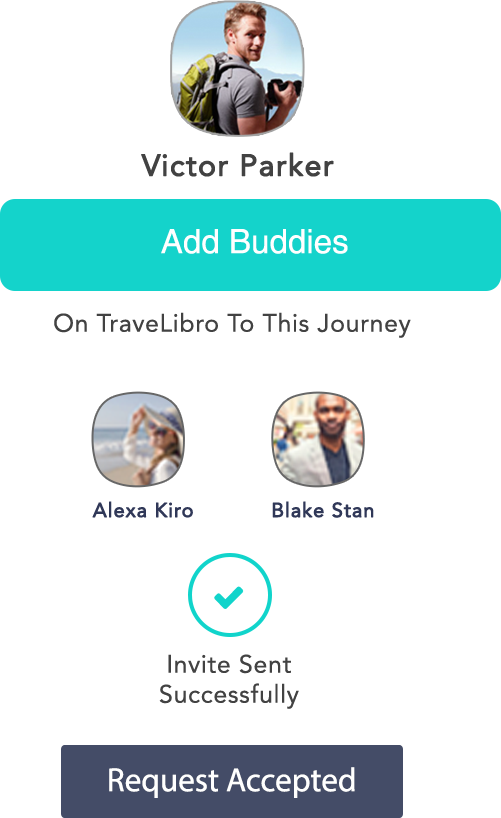 Victor Parker
Add Buddies
On TraveLibro To This Journey
Alexa Kiro
Blake Stan
Invite Sent
Successfully
Request Accepted